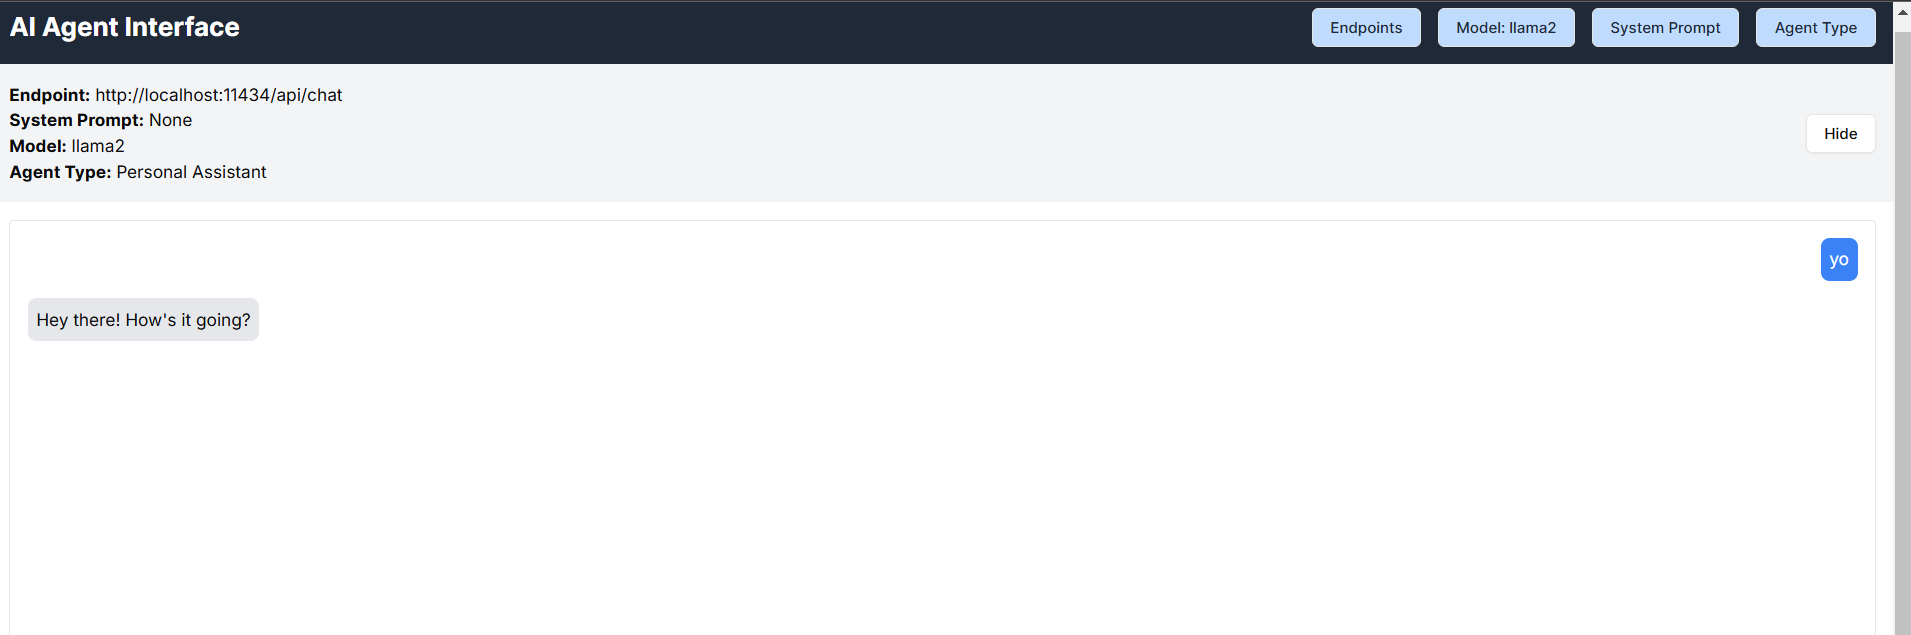 AI Agent Interface
Endpoints
Model: llama2
System Prompt
Agent Type
Endpoint: http://localhost:11434/api/chat
System Prompt: None
Model: llama2
Agent Type: Personal Assistant
Hide
yo
Hey there! How's it going?